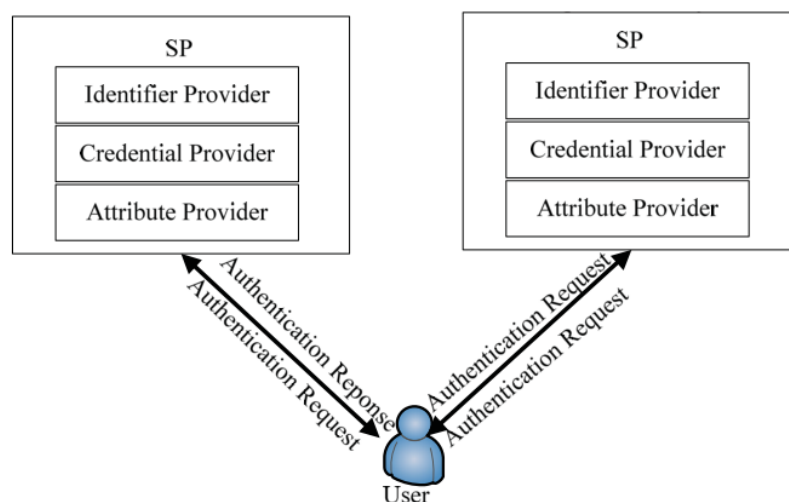 SP
Identifier Provider
Credential Provider
Attribute Provider
SP
Identifier Provider
Credential Provider
Attribute Provider
Authentication Reponse
Authentication Request
Authentication Request
Authentication Request
User